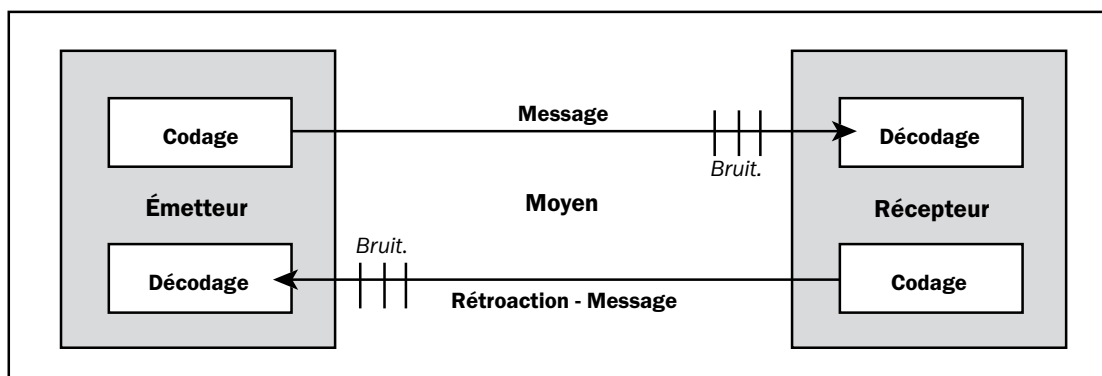 Message
Codage
Décodage
Bruit.
Émetteur
Moyen
Récepteur
Bruit.
Décodage
Codage
Rétroaction - Message